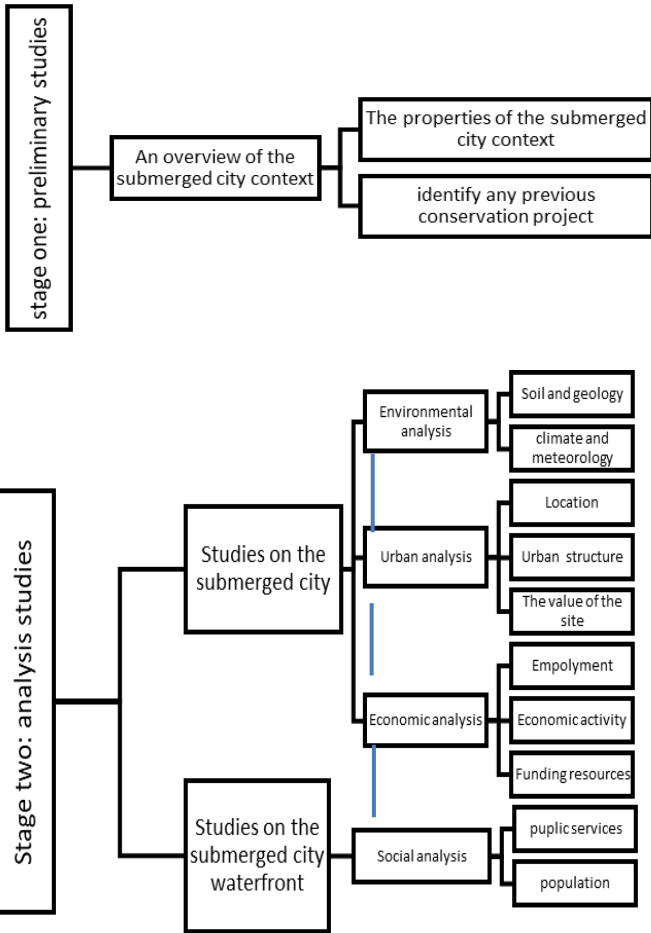 stage one: preliminary studies
An overview of the
submerged city context
The properties of the submerged
city context
identify any previous
conservation project
Stage two: analysis studies
Studies on the
submerged city
Environmental
analysis
Soil and geology
climate and
meteorology
Urban analysis
Location
Urban structure
The value of the
site
Economic analysis
Empolyment
Economic activity
Funding resources
Studies on the
submerged city
waterfront
Social analysis
puplic services
population